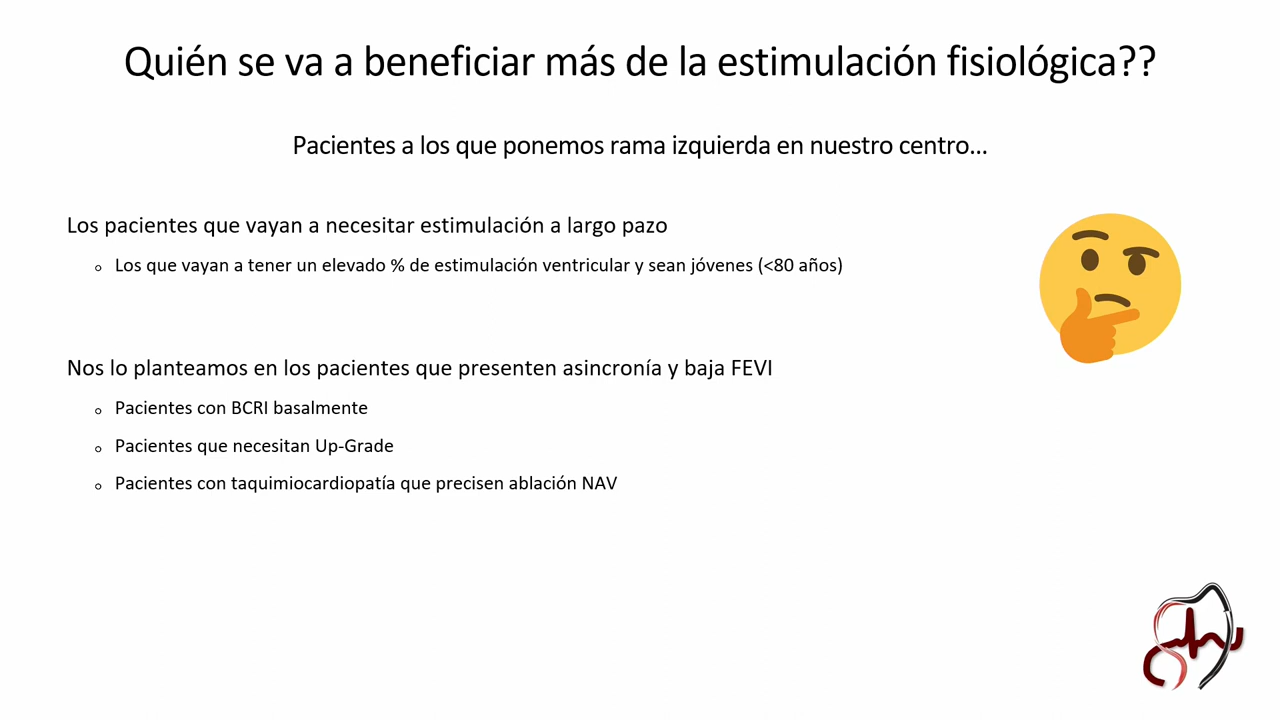 Quién se va a beneficiar más de la estimulación fisiológica??
Pacientes a los que ponemos rama izquierda en nuestro centro...
Los pacientes que vayan a necesitar estimulación a largo pazo
Los que vayan a tener un elevado % de estimulación ventricular y sean jóvenes (<80 años)
Nos lo planteamos en los pacientes que presenten asincronía y baja FEVI
Pacientes con BCRI basalmente
Pacientes que necesitan Up-Grade
Pacientes con taquimiocardiopatía que precisen ablación NAV